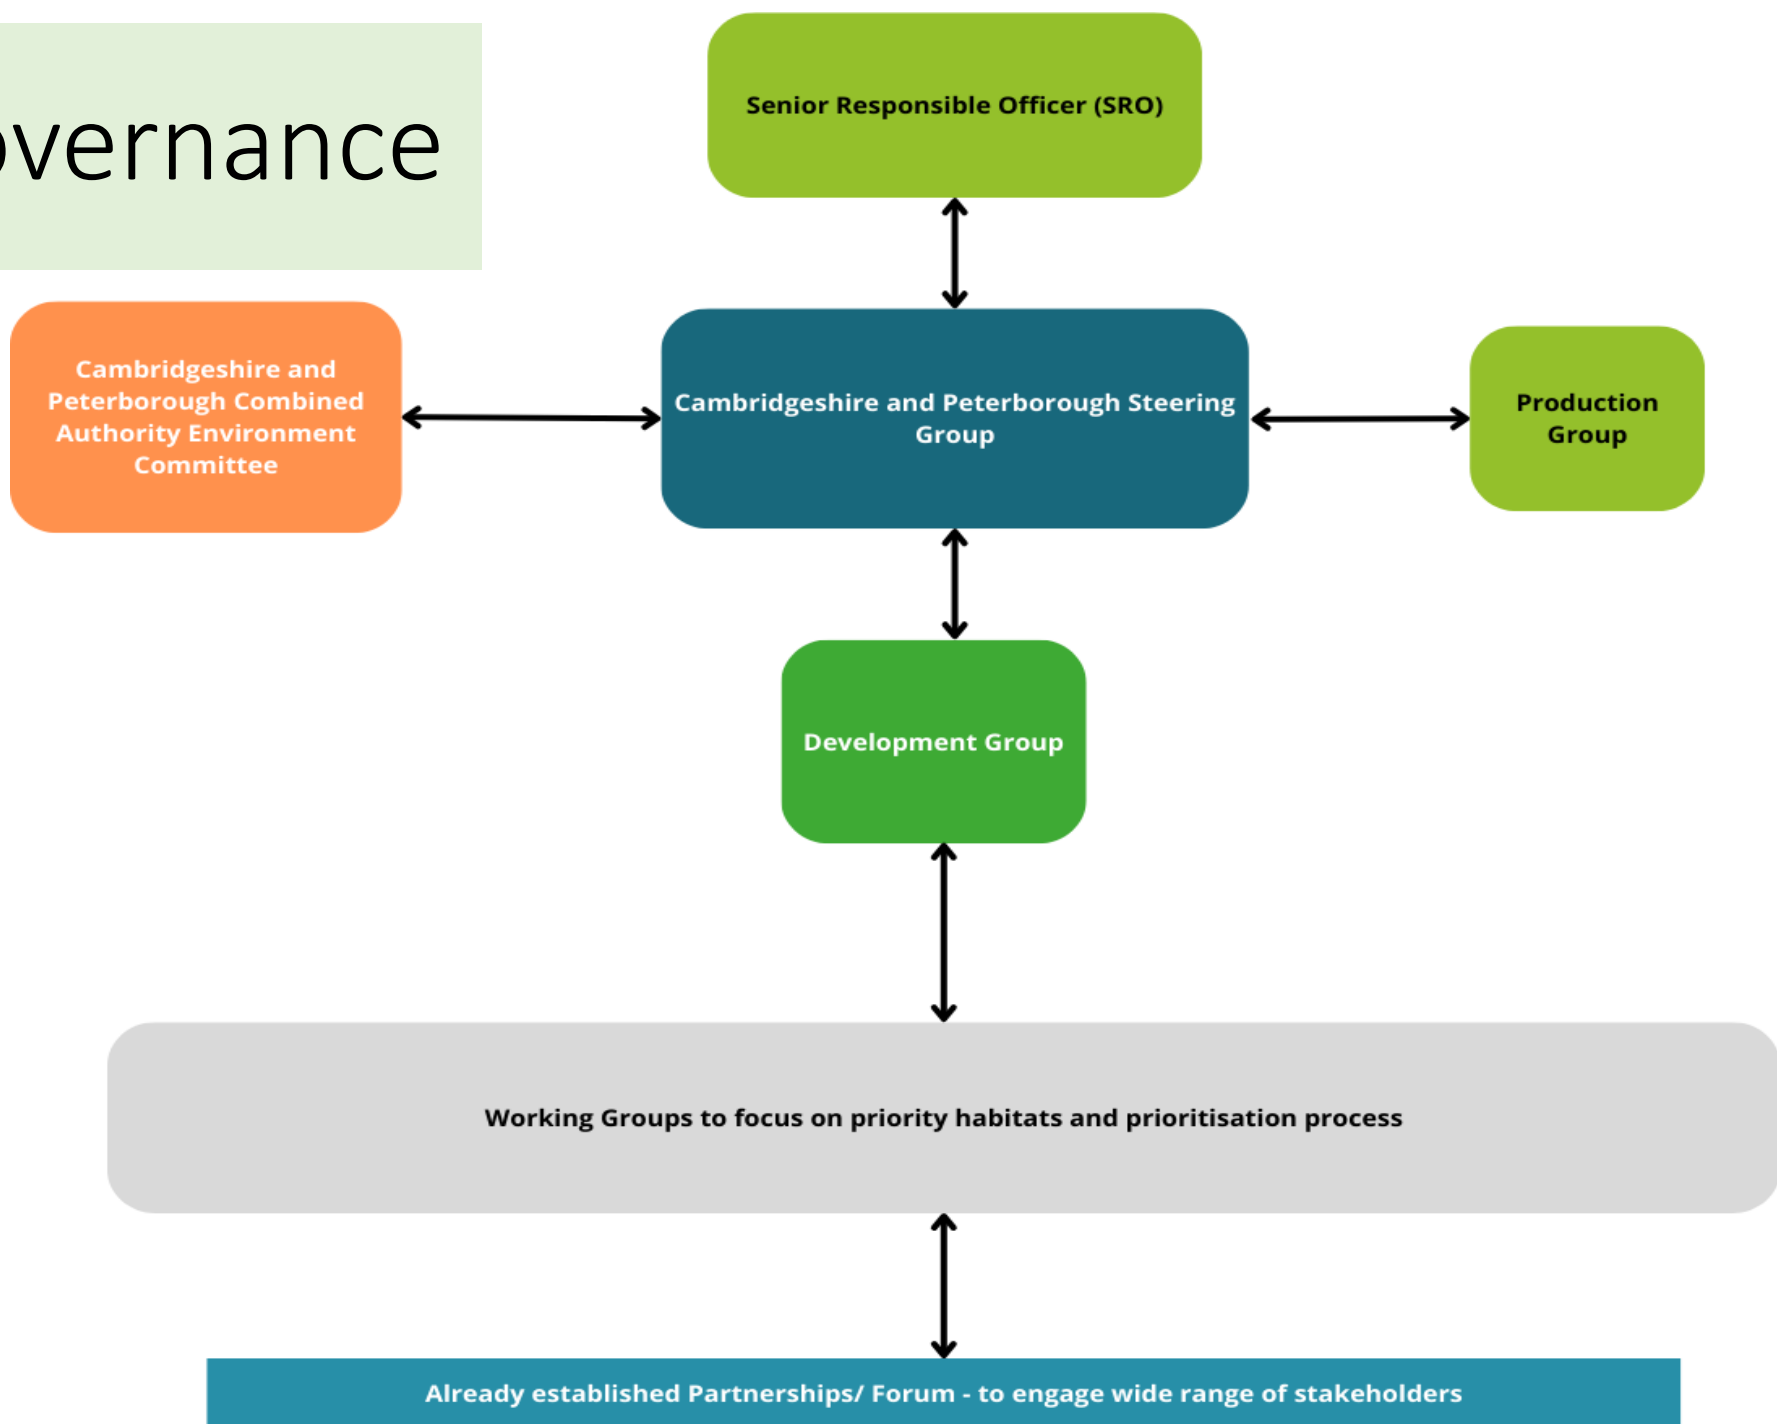 overnance
Senior Responsible Officer (SRO)
Cambridgeshire and
Peterborough Combined
Authority Environment
Committee
Cambridgeshire and Peterborough Steering
Group
Production
Group
Development Group
Working Groups to focus on priority habitats and prioritisation process
Already established Partnerships/ Forum - to engage wide range of stakeholders